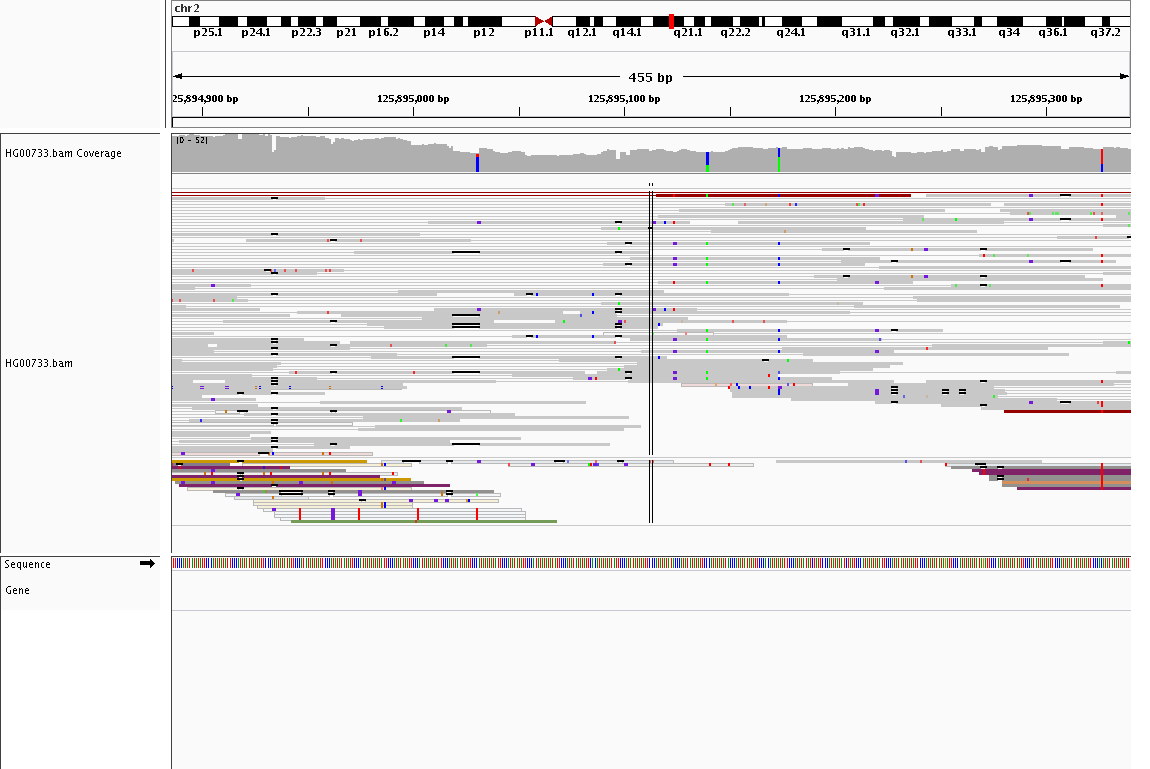 chr2
p25.1 p24.1 p22.3 p21 p16.2 p14 p12 p11.1 q12.1 q14.1 q21.1 q22.2 q24.1 q31.1 q32.1 q33.1 q34 q36.1 q37.2
455 bp
25,894,900 bp 125,895,000 bp 125,895,100 bp 125,895,200 bp 125,895,300 bp
[0 - 52]
HG00733.bam Coverage
HG00733.bam
Sequence
Gene